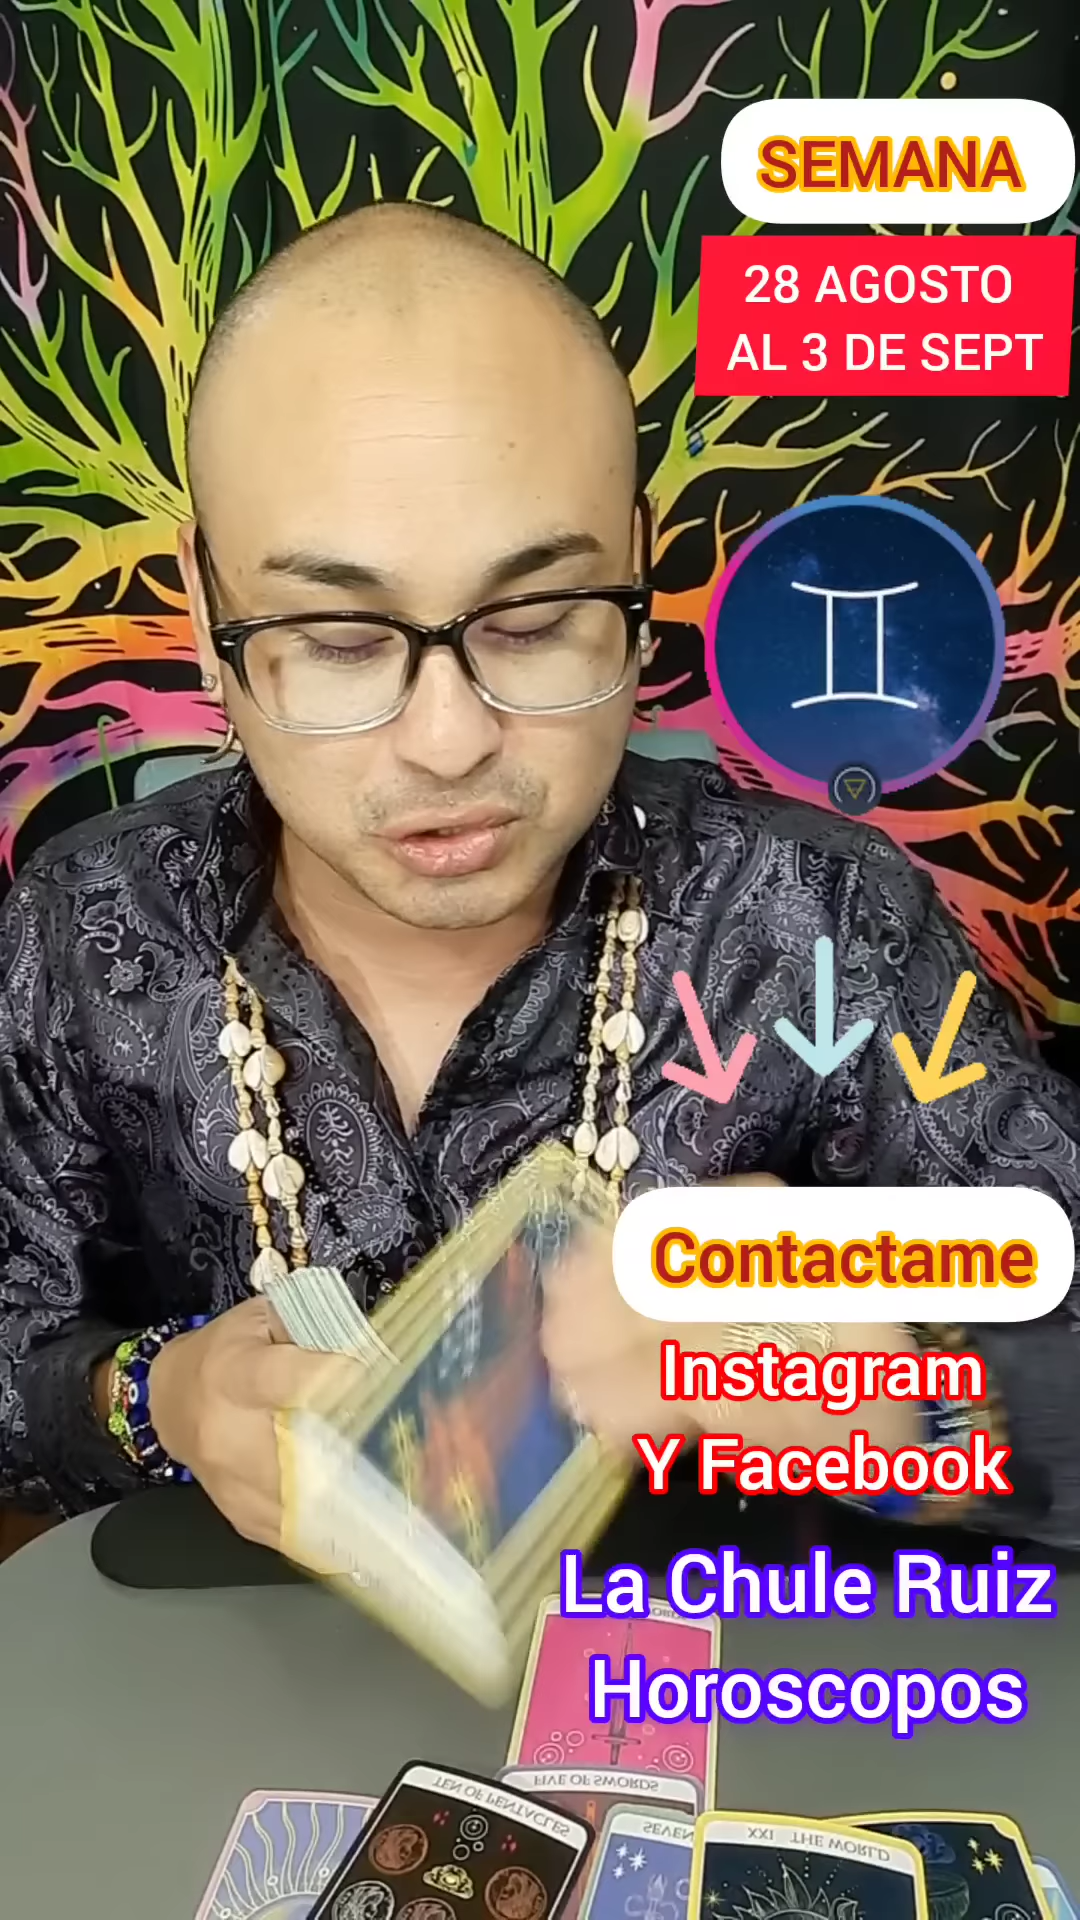 SEMANA
28 AGOSTO
AL 3 DE SEPT
Contactame
Instagram
Y Facebook
La Chule Ruiz
Horoscopos
TEN OF PENTACLES
FIVE OF SWORDS
SEVEN
XXI THE WORLD